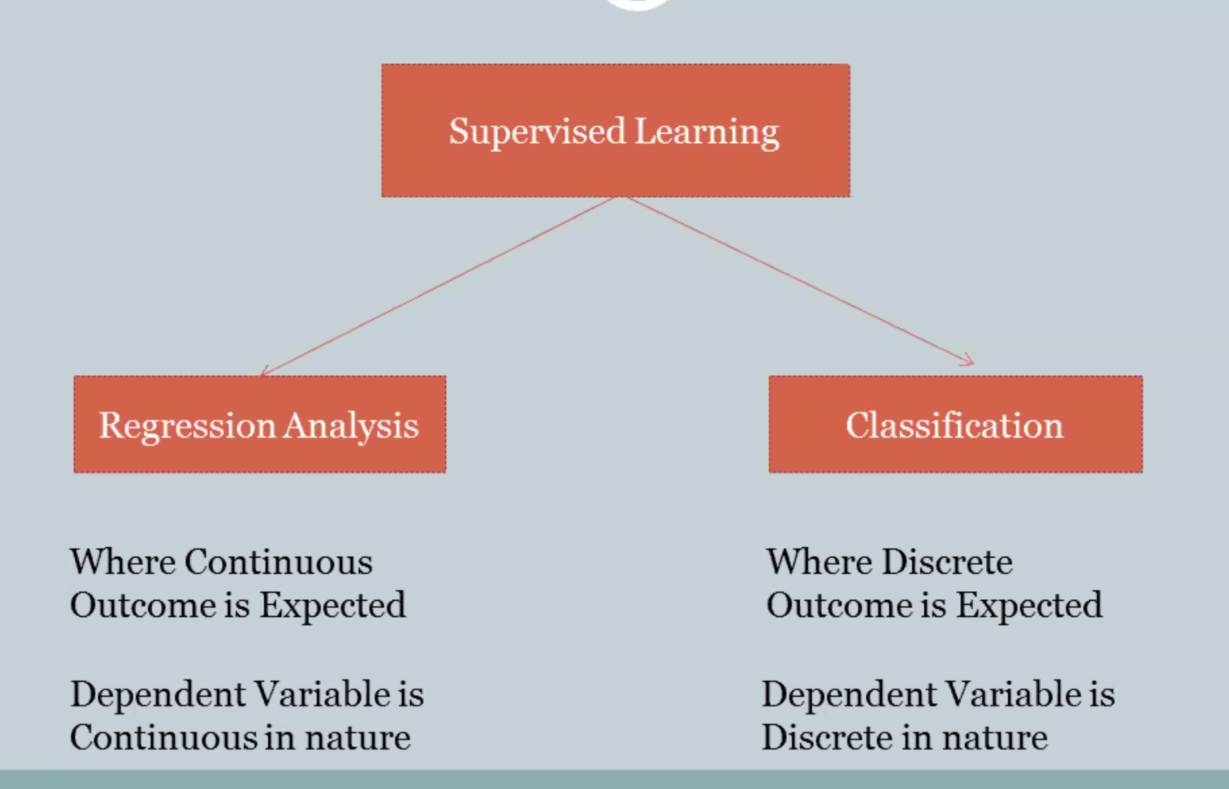 Supervised Learning
Regression Analysis
Classification
Where Continuous
Outcome is Expected
Dependent Variable is
Continuous in nature
Where Discrete
Outcome is Expected
Dependent Variable is
Discrete in nature